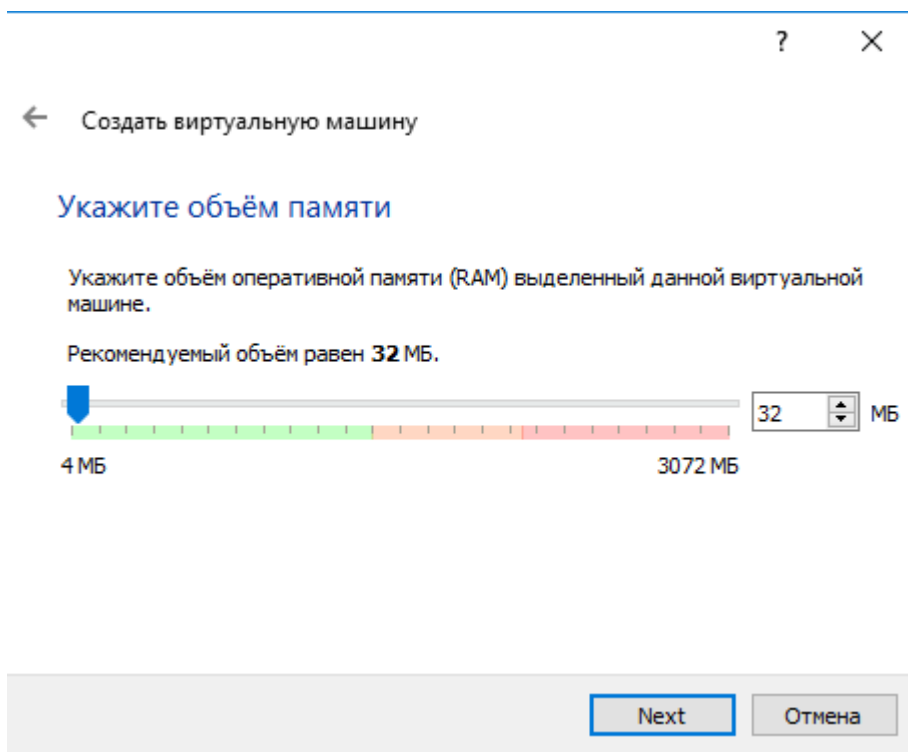 ?
Создать виртуальную машину
Укажите объём памяти
Укажите объём оперативной памяти (RAM) выделенный данной виртуальной
машине.
Рекомендуемый объём равен 32 МБ.
32 МБ
4 МБ 3072 МБ
Next Отмена